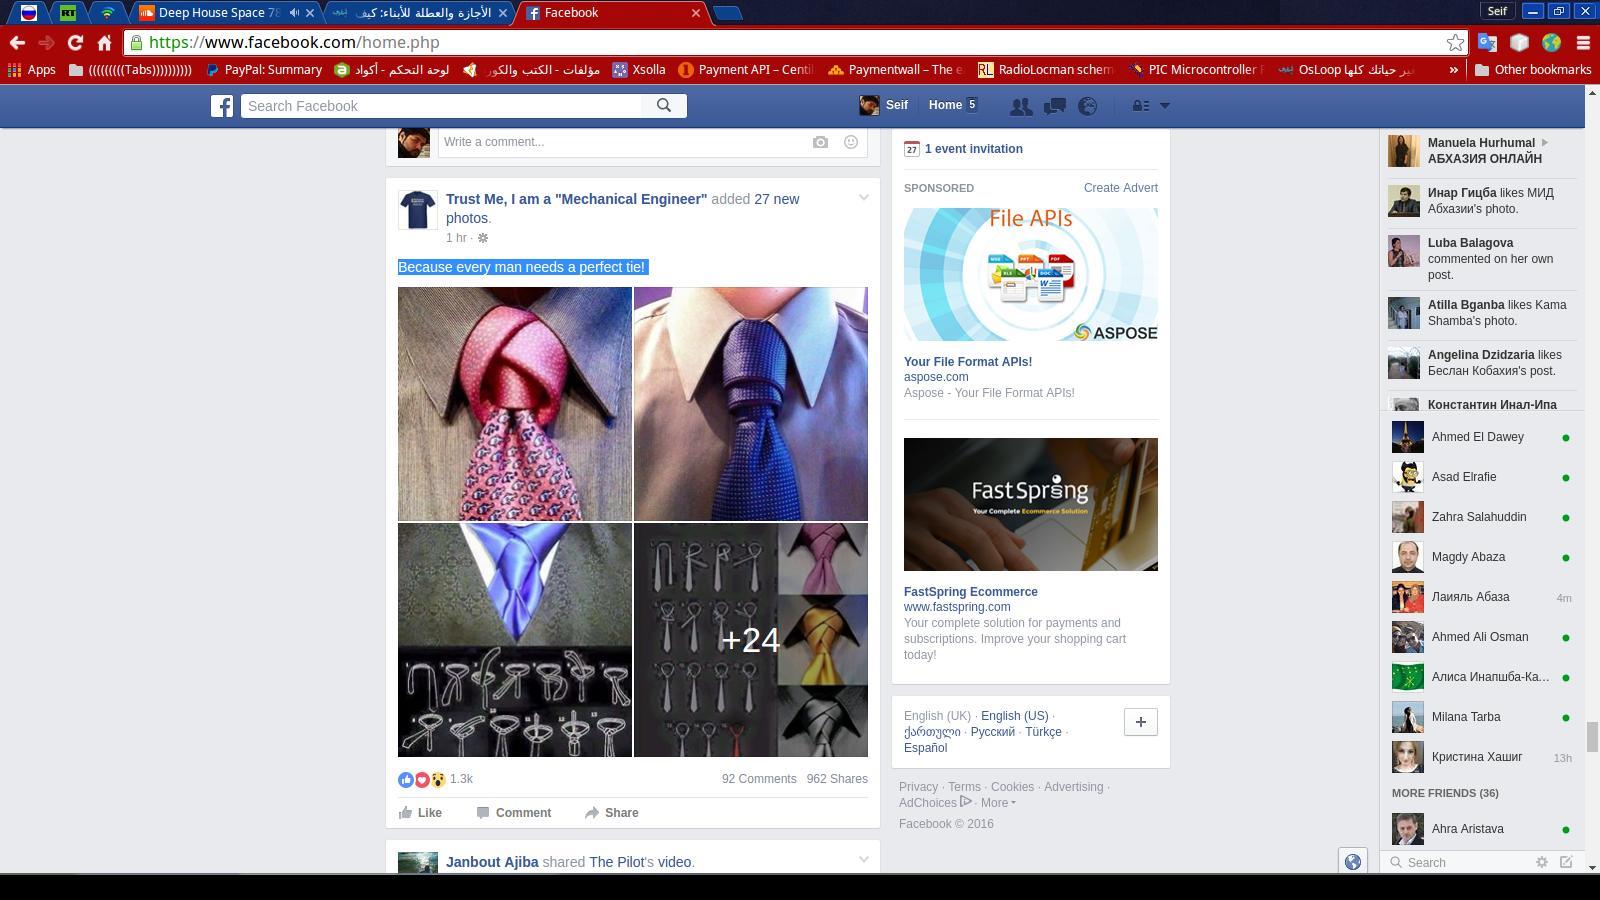 RT
Deep House Space 78
الأجازة والعطلة للأبناء: كيف
Facebook
Seif
https://www.facebook.com/home.php
Apps
(((((((((Tabs))))))))))
PayPal: Summary
لوحة التحكم - أكواد
مؤلفات - الكتب والكور
Xsolla
Payment API – Centi
Paymentwall – The e
RadioLocman schem
PIC Microcontroller
OsLoop غير حياتك كلها
»
Other bookmarks
Search Facebook
Seif
Home 5
Write a comment...
Trust Me, I am a "Mechanical Engineer" added 27 new
photos.
1 hr ·
Because every man needs a perfect tie!
+24
1.3k
92 Comments 962 Shares
Like Comment Share
Janbout Ajiba shared The Pilot's video.
27 1 event invitation
SPONSORED Create Advert
File APIs
ASPOSE
Your File Format APIs!
aspose.com
Aspose - Your File Format APIs!
FastSpring
Your Complete Ecommerce Solution
FastSpring Ecommerce
www.fastspring.com
Your complete solution for payments and
subscriptions. Improve your shopping cart
today!
English (UK) · English (US) ·
ქართული · Русский · Türkçe ·
Español
Privacy · Terms · Cookies · Advertising ·
AdChoices · More
Facebook © 2016
Manuela Hurhumal
АБХАЗИЯ ОНЛАЙН
Инар Гицба likes МИД
Абхазии's photo.
Luba Balagova
commented on her own
post.
Atilla Bganba likes Kama
Shamba's photo.
Angelina Dzidzaria likes
Беслан Кобахия's post.
Константин Инал-Ипа
Ahmed El Dawey
Asad Elrafie
Zahra Salahuddin
Magdy Abaza
Лаияль Абаза 4m
Ahmed Ali Osman
Алиса Инапшба-Ка...
Milana Tarba
Кристина Хашиг 13h
MORE FRIENDS (36)
Ahra Aristava
Search